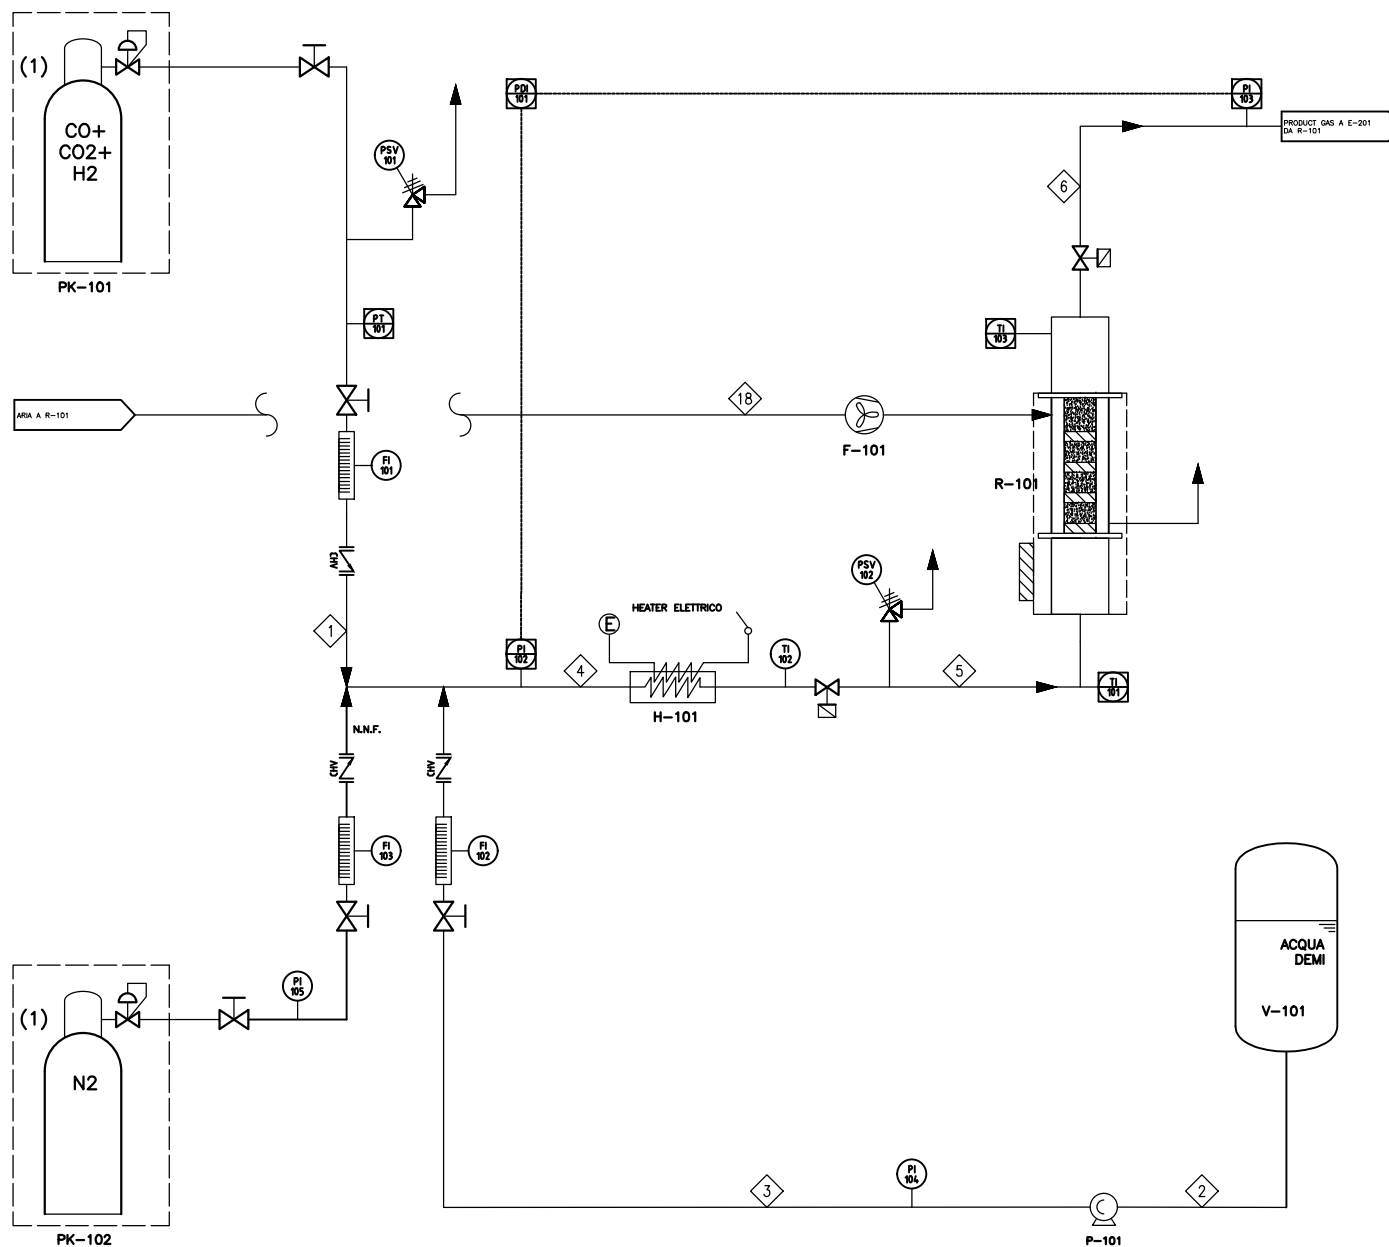 (1)
CO+
CO2+
H2
PK-101
PSV
101
PDI
101
PI
103
PRODUCT GAS A E-201
DA R-101
6
PT
101
TI
103
ARIA A R-101
18
F-101
FI
101
R-101
CHV
PSV
102
HEATER ELETTRICO
E
1
PI
102
4
TI
102
5
TI
101
H-101
N.N.F.
CHV
CHV
FI
103
FI
102
ACQUA
DEMI
V-101
PI
105
(1)
N2
PK-102
PI
104
3
2
C
P-101